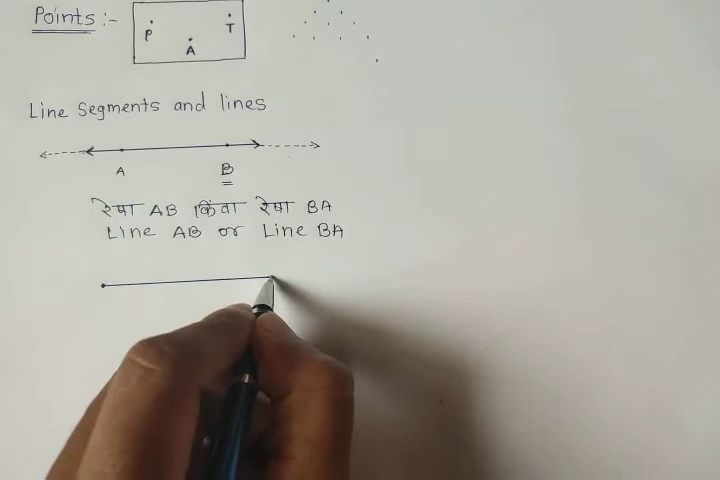 Points :-
P T
A
Line Segments and lines
A B
रेषा AB किंवा रेषा BA
Line AB or Line BA